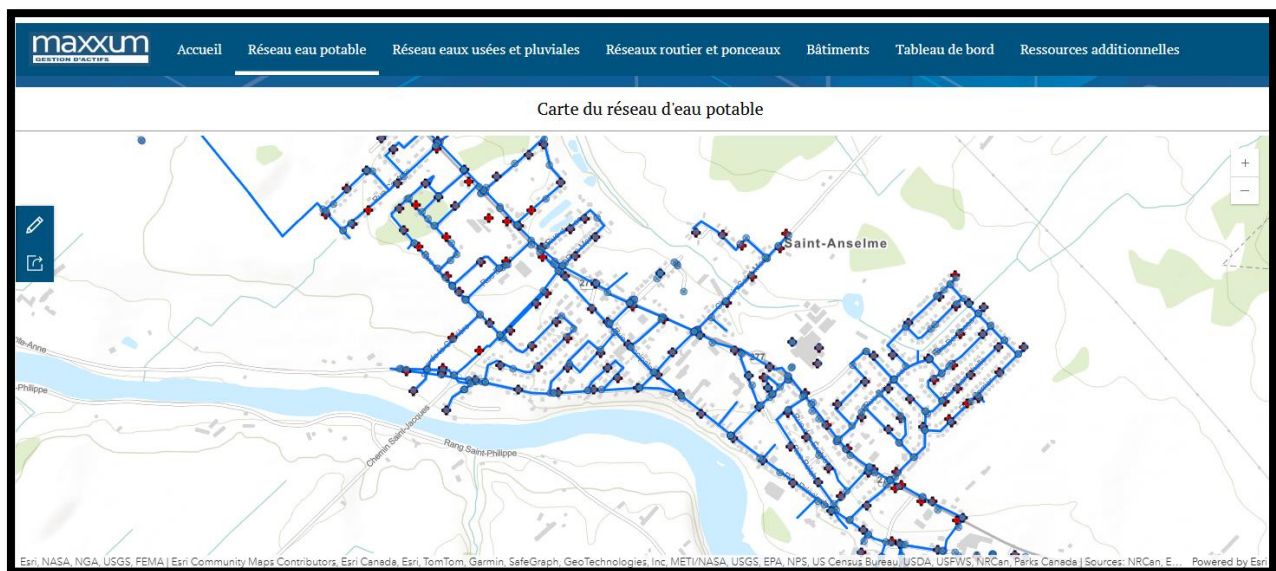 maxxum
GESTION D'ACTIFS
Accueil Réseau eau potable Réseau eaux usées et pluviales Réseaux routier et ponceaux Bâtiments Tableau de bord Ressources additionnelles
Carte du réseau d'eau potable
+
−
Saint-Anselme
277
-Philippe
Chemin Saint-Jacques
Rang Saint-Philippe
Esri, NASA, NGA, USGS, FEMA | Esri Community Maps Contributors, Esri Canada, Esri, TomTom, Garmin, SafeGraph, GeoTechnologies, Inc, METI/NASA, USGS, EPA, NPS, US Census Bureau, USDA, USFWS, NRCan, Parks Canada | Sources: NRCan, E... Powered by Esri